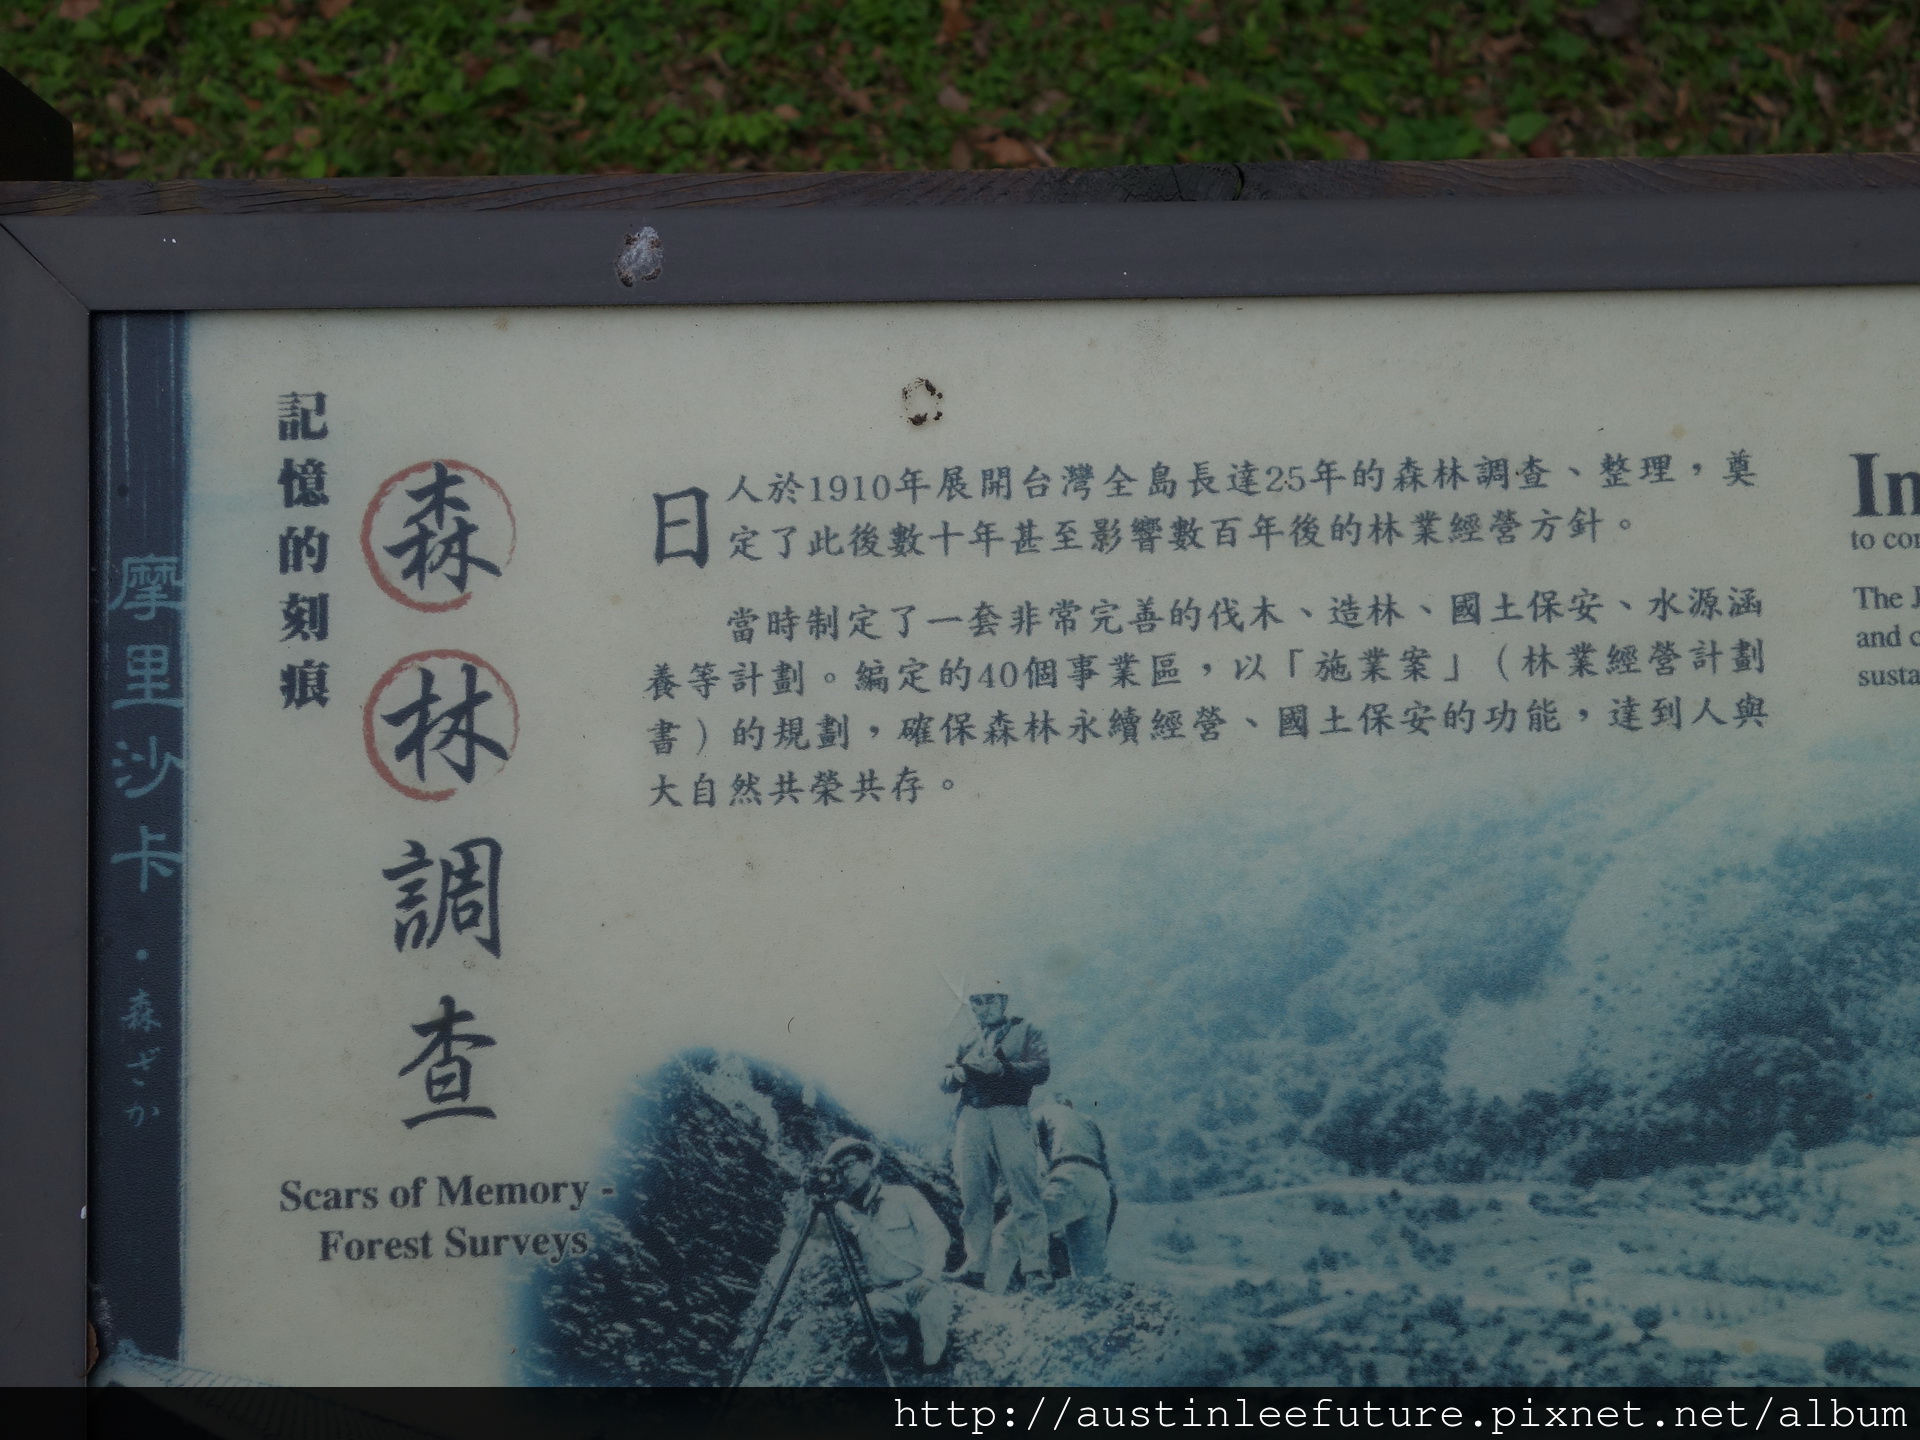 摩里沙卡・森ざか
記憶的刻痕
森林調查
Scars of Memory -
Forest Surveys
日人於1910年展開台灣全島長達25年的森林調查、整理，奠
定了此後數十年甚至影響數百年後的林業經營方針。
當時制定了一套非常完善的伐木、造林、國土保安、水源涵
養等計劃。編定的40個事業區，以「施業案」（林業經營計劃
書）的規劃，確保森林永續經營、國土保安的功能，達到人與
大自然共榮共存。
In
to con
The J
and c
susta
http://austinleefuture.pixnet.net/album